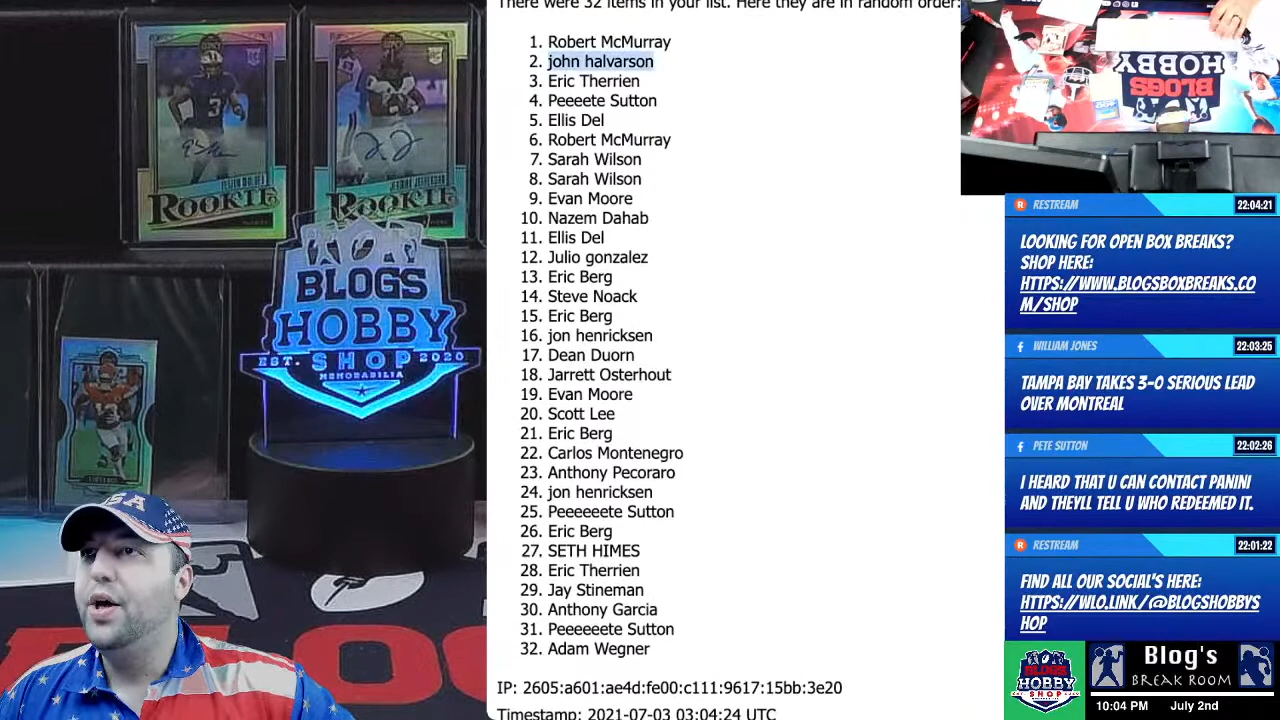 There were 32 items in your list. Here they are in random order:
1. Robert McMurray
2. john halvarson
3. Eric Therrien
4. Peeeete Sutton
5. Ellis Del
6. Robert McMurray
7. Sarah Wilson
8. Sarah Wilson
9. Evan Moore
10. Nazem Dahab
11. Ellis Del
12. Julio gonzalez
13. Eric Berg
14. Steve Noack
15. Eric Berg
16. jon henricksen
17. Dean Duorn
18. Jarrett Osterhout
19. Evan Moore
20. Scott Lee
21. Eric Berg
22. Carlos Montenegro
23. Anthony Pecoraro
24. jon henricksen
25. Peeeeeete Sutton
26. Eric Berg
27. SETH HIMES
28. Eric Therrien
29. Jay Stineman
30. Anthony Garcia
31. Peeeeeete Sutton
32. Adam Wegner
IP: 2605:a601:ae4d:fe00:c111:9617:15bb:3e20
Timestamp: 2021-07-03 03:04:24 UTC
ROOKIE
ROOKIE
BLOGS
HOBBY
EST. SHOP 2020
MEMORABILIA
USA
BLOGS
HOBBY
RESTREAM 22:04:21
LOOKING FOR OPEN BOX BREAKS?
SHOP HERE:
HTTPS://WWW.BLOGSBOXBREAKS.CO
M/SHOP
WILLIAM JONES 22:03:25
TAMPA BAY TAKES 3-0 SERIOUS LEAD
OVER MONTREAL
PETE SUTTON 22:02:26
I HEARD THAT U CAN CONTACT PANINI
AND THEYLL TELL U WHO REDEEMED IT.
RESTREAM 22:01:22
FIND ALL OUR SOCIAL'S HERE:
HTTPS://WLO.LINK/@BLOGSHOBBYS
HOP
BLOGS
HOBBY
SHOP
Blog's
BREAK ROOM
10:04 PM July 2nd